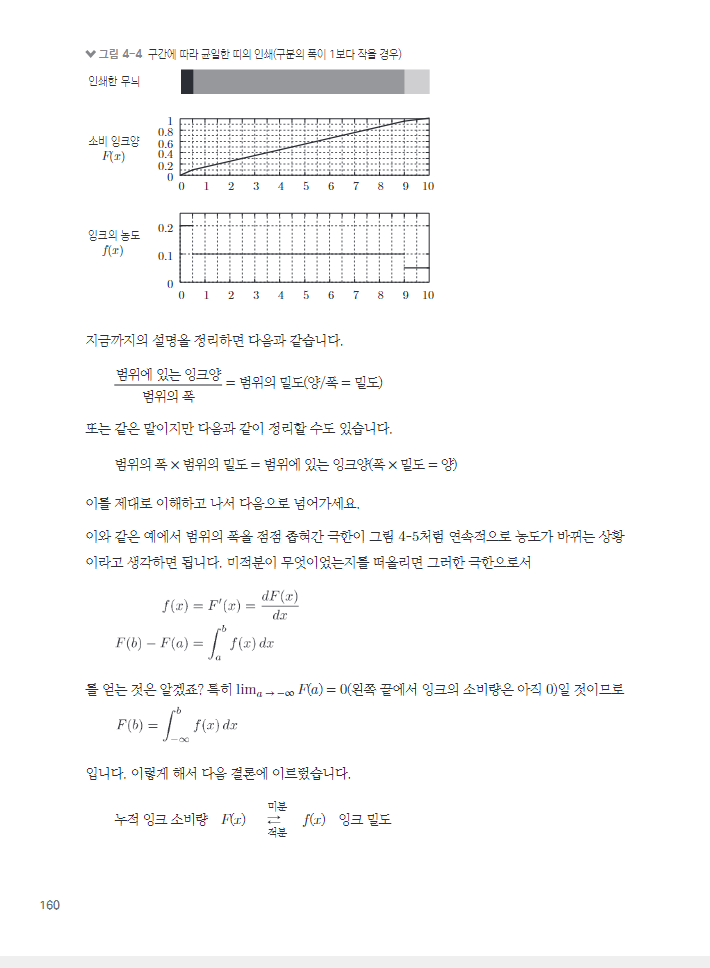 그림 4-4 구간에 따라 균일한 띠의 인쇄(구분의 폭이 1보다 작을 경우)
인쇄한 무늬
소비 잉크양
F(x)
1
0.8
0.6
0.4
0.2
0
0 1 2 3 4 5 6 7 8 9 10
잉크의 농도
f(x)
0.2
0.1
0
0 1 2 3 4 5 6 7 8 9 10
지금까지의 설명을 정리하면 다음과 같습니다.
범위에 있는 잉크양
범위의 폭
= 범위의 밀도(양/폭 = 밀도)
또는 같은 말이지만 다음과 같이 정리할 수도 있습니다.
범위의 폭 × 범위의 밀도 = 범위에 있는 잉크양(폭 × 밀도 = 양)
이를 제대로 이해하고 나서 다음으로 넘어가세요.
이와 같은 예에서 범위의 폭을 점점 좁혀간 극한이 그림 4-5처럼 연속적으로 농도가 바뀌는 상황
이라고 생각하면 됩니다. 미적분이 무엇이었는지를 떠올리면 그러한 극한으로서
f(x) = F′(x) = dF(x)/dx
F(b) − F(a) = ∫_a^b f(x) dx
를 얻는 것은 알겠죠? 특히 lim_{a→−∞} F(a) = 0(왼쪽 끝에서 잉크의 소비량은 아직 0)일 것이므로
F(b) = ∫_{−∞}^b f(x) dx
입니다. 이렇게 해서 다음 결론에 이르렀습니다.
미분
누적 잉크 소비량 F(x) ⇄ f(x) 잉크 밀도
적분
160